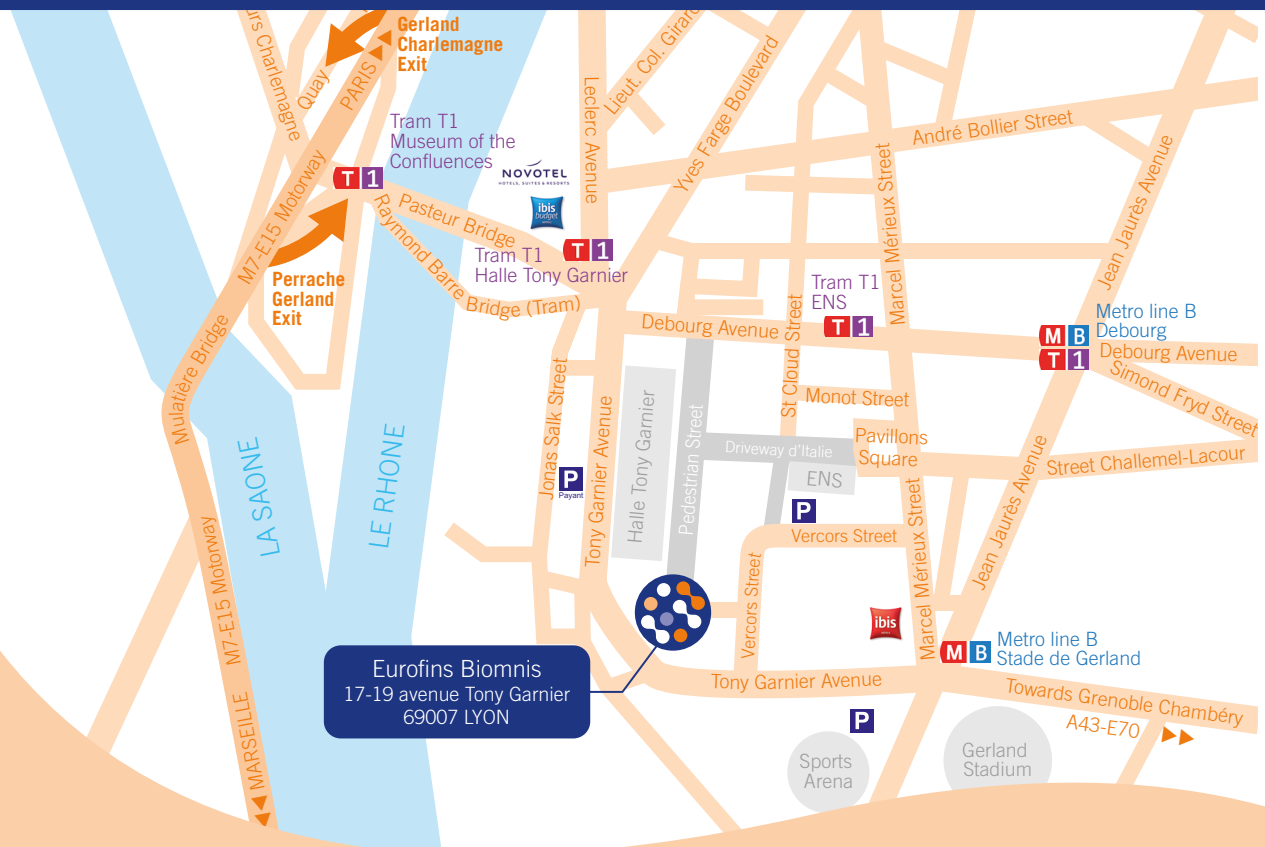 Gerland
Charlemagne
Exit
urs Charlemagne
Quay
PARIS
M7-E15 Motorway
Tram T1
Museum of the
Confluences
T 1
NOVOTEL
HOTELS, SUITES & RESORTS
ibis
budget
Leclerc Avenue
Lieut. Col. Girard
Yves Farge Boulevard
André Bollier Street
Marcel Mérieux Street
Jean Jaurès Avenue
Pasteur Bridge
Raymond Barre Bridge (Tram)
T 1
Tram T1
Halle Tony Garnier
Perrache
Gerland
Exit
Tram T1
ENS
T 1
Debourg Avenue
St Cloud Street
Metro line B
Debourg
M B
T 1
Debourg Avenue
Simond Fryd Street
Mulatière Bridge
Monot Street
Jonas Salk Street
Tony Garnier Avenue
Halle Tony Garnier
Pedestrian Street
Driveway d'Italie
Pavillons
Square
ENS
Street Challemel-Lacour
LA SAONE
LE RHONE
P
Payant
P
Vercors Street
Vercors Street
Marcel Mérieux Street
Jean Jaurès Avenue
M7-E15 Motorway
ibis
M B
Metro line B
Stade de Gerland
Eurofins Biomnis
17-19 avenue Tony Garnier
69007 LYON
Tony Garnier Avenue
Towards Grenoble Chambéry
A43-E70
MARSEILLE
P
Sports
Arena
Gerland
Stadium